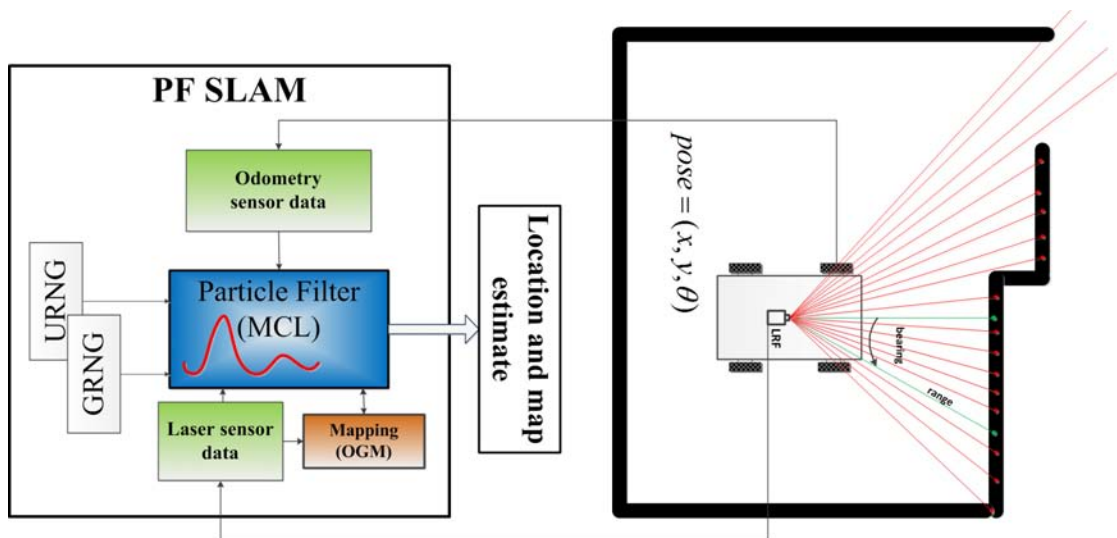 PF SLAM
Odometry
sensor data
URNG
GRNG
Particle Filter
(MCL)
Laser sensor
data
Mapping
(OGM)
Location and map
estimate
pose = (x, y, θ)
LRF
bearing
range